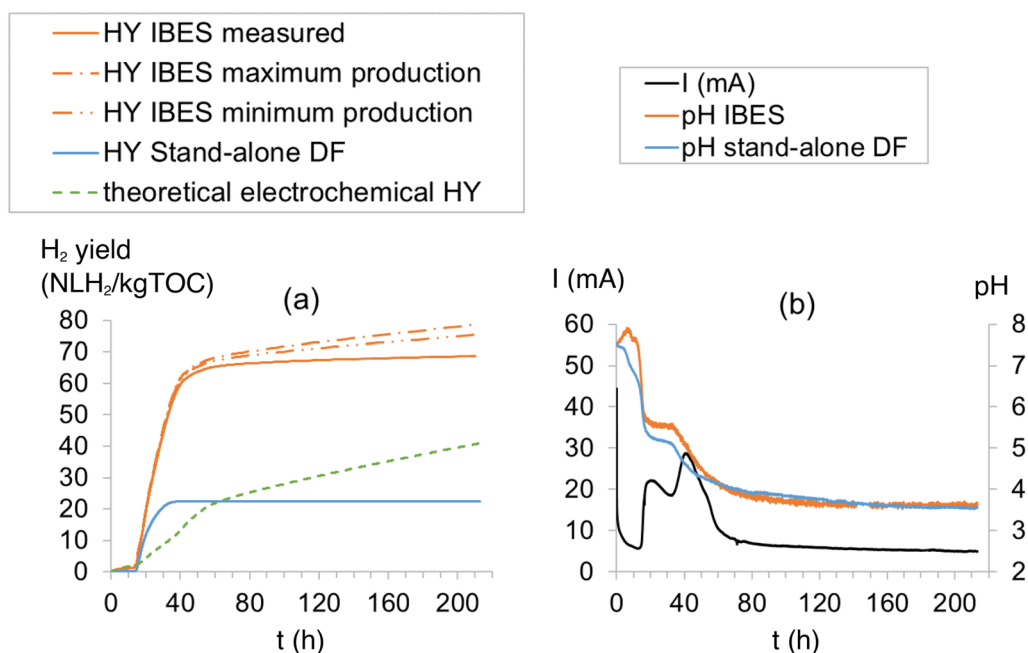 HY IBES measured
HY IBES maximum production
HY IBES minimum production
HY Stand-alone DF
theoretical electrochemical HY
I (mA)
pH IBES
pH stand-alone DF
H₂ yield
(NLH₂/kgTOC)
(a)
80
70
60
50
40
30
20
10
0
0 40 80 120 160 200
t (h)
I (mA)
(b)
pH
60
50
40
30
20
10
0
8
7
6
5
4
3
2
0 40 80 120 160 200
t (h)